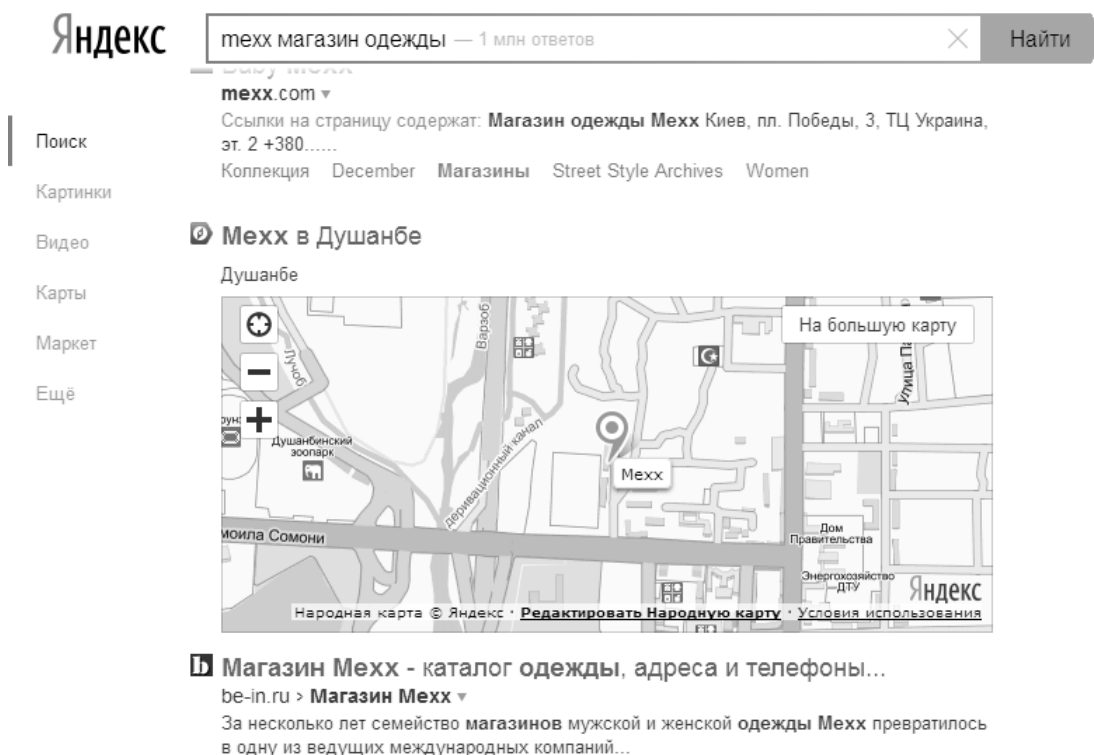 Яндекс
mexx магазин одежды — 1 млн ответов
Найти
Baby Mexx
mexx.com
Ссылки на страницу содержат: Магазин одежды Mexx Киев, пл. Победы, 3, ТЦ Украина,
эт. 2 +380......
Коллекция December Магазины Street Style Archives Women
Поиск
Картинки
Видео
Карты
Маркет
Ещё
Mexx в Душанбе
Душанбе
На большую карту
Лучоб
Варзоб
Душанбинский
зоопарк
деривационный канал
Mexx
улица
моила Сомони
Дом
Правительства
Энергохозяйство
ДТУ
Яндекс
Народная карта © Яндекс · Редактировать Народную карту · Условия использования
Магазин Mexx - каталог одежды, адреса и телефоны...
be-in.ru › Магазин Mexx
За несколько лет семейство магазинов мужской и женской одежды Mexx превратилось
в одну из ведущих международных компаний...